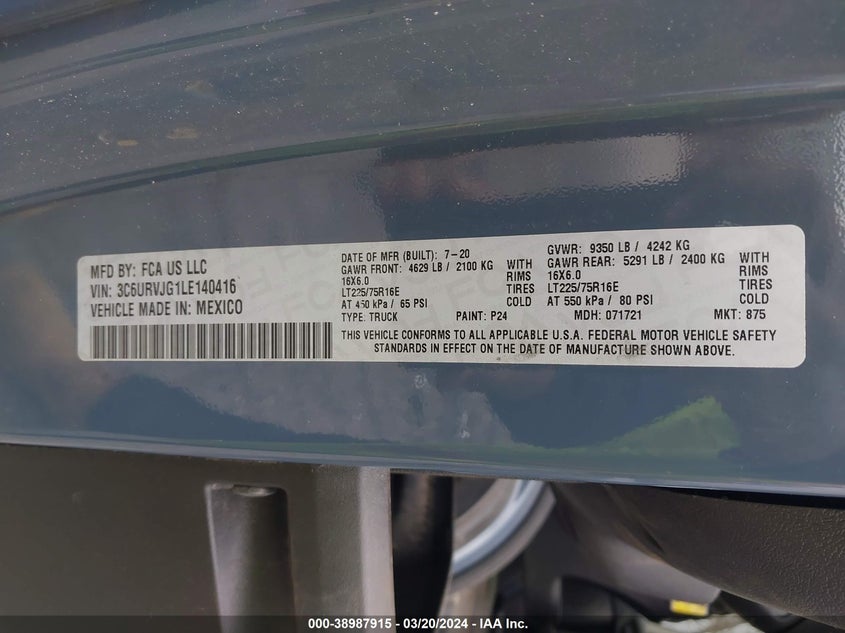 MFD BY: FCA US LLC
VIN: 3C6URVJG1LE140416
VEHICLE MADE IN: MEXICO
DATE OF MFR (BUILT): 7-20
GAWR FRONT: 4629 LB / 2100 KG WITH
16X6.0 RIMS
LT225/75R16E TIRES
AT 450 kPa / 65 PSI COLD
GVWR: 9350 LB / 4242 KG
GAWR REAR: 5291 LB / 2400 KG WITH
16X6.0 RIMS
LT225/75R16E TIRES
AT 550 kPa / 80 PSI COLD
TYPE: TRUCK PAINT: P24 MDH: 071721 MKT: 875
THIS VEHICLE CONFORMS TO ALL APPLICABLE U.S.A. FEDERAL MOTOR VEHICLE SAFETY
STANDARDS IN EFFECT ON THE DATE OF MANUFACTURE SHOWN ABOVE.
000-38987915 - 03/20/2024 - IAA Inc.